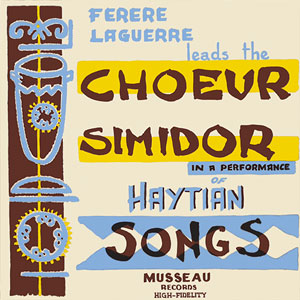 FERERE
LAGUERRE
leads the
CHOEUR
SIMIDOR
IN A PERFORMANCE
OF
HAYTIAN
SONGS
MUSSEAU
RECORDS
HIGH-FIDELITY